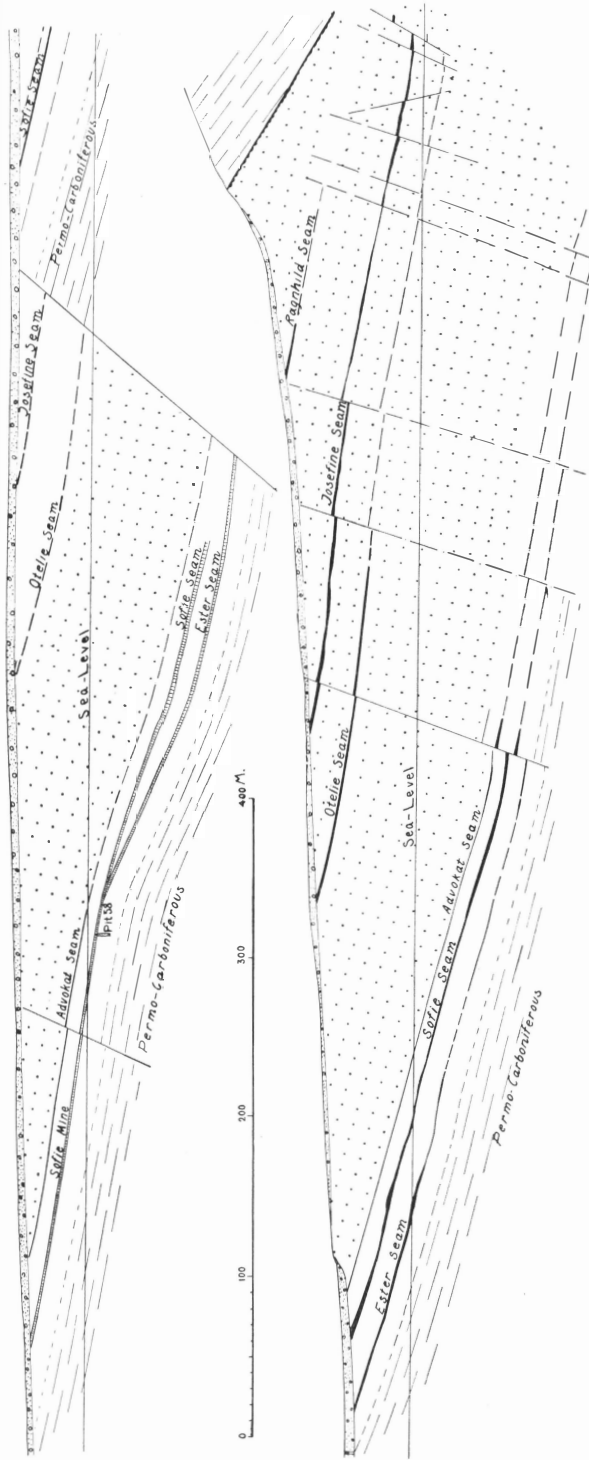 Sofie Seam
Permo-Carboniferous
Josefine Seam
Otelie Seam
Sea Level
Sofie Seam
Ester Seam
Advokat Seam
Pit 58
Sofie Mine
Permo-Carboniferous
0 100 200 300 400 M.
Ragnhild Seam
Josefine Seam
Otelie Seam
Sea-Level
Advokat Seam
Sofie Seam
Ester Seam
Permo-Carboniferous